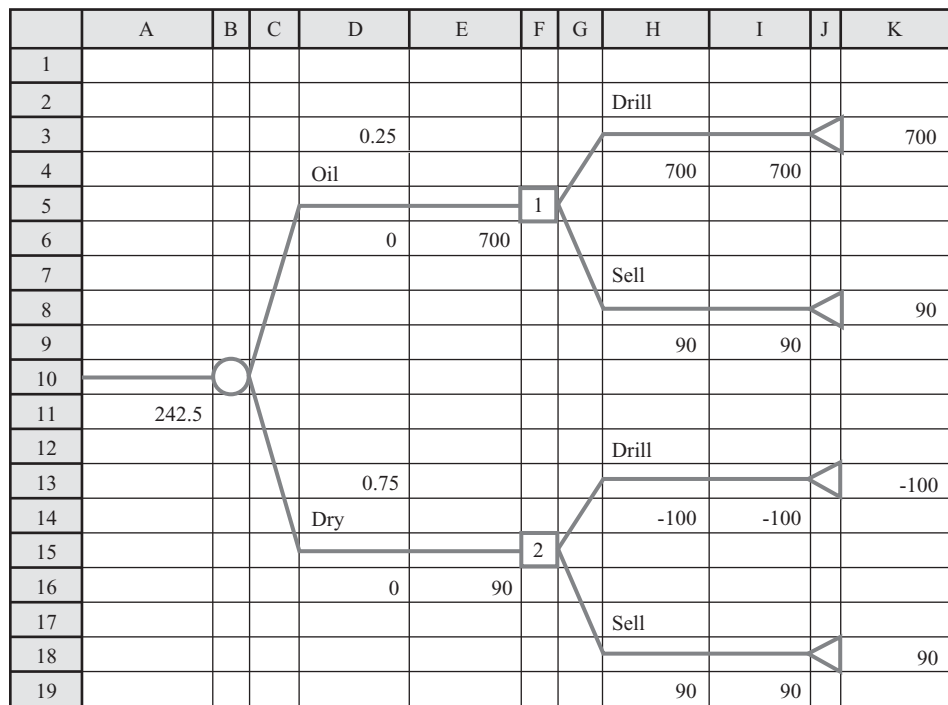 A B C D E F G H I J K
1
2 Drill
3 0.25 700
4 Oil 700 700
5 1
6 0 700
7 Sell
8 90
9 90 90
10
11 242.5
12 Drill
13 0.75 -100
14 Dry -100 -100
15 2
16 0 90
17 Sell
18 90
19 90 90